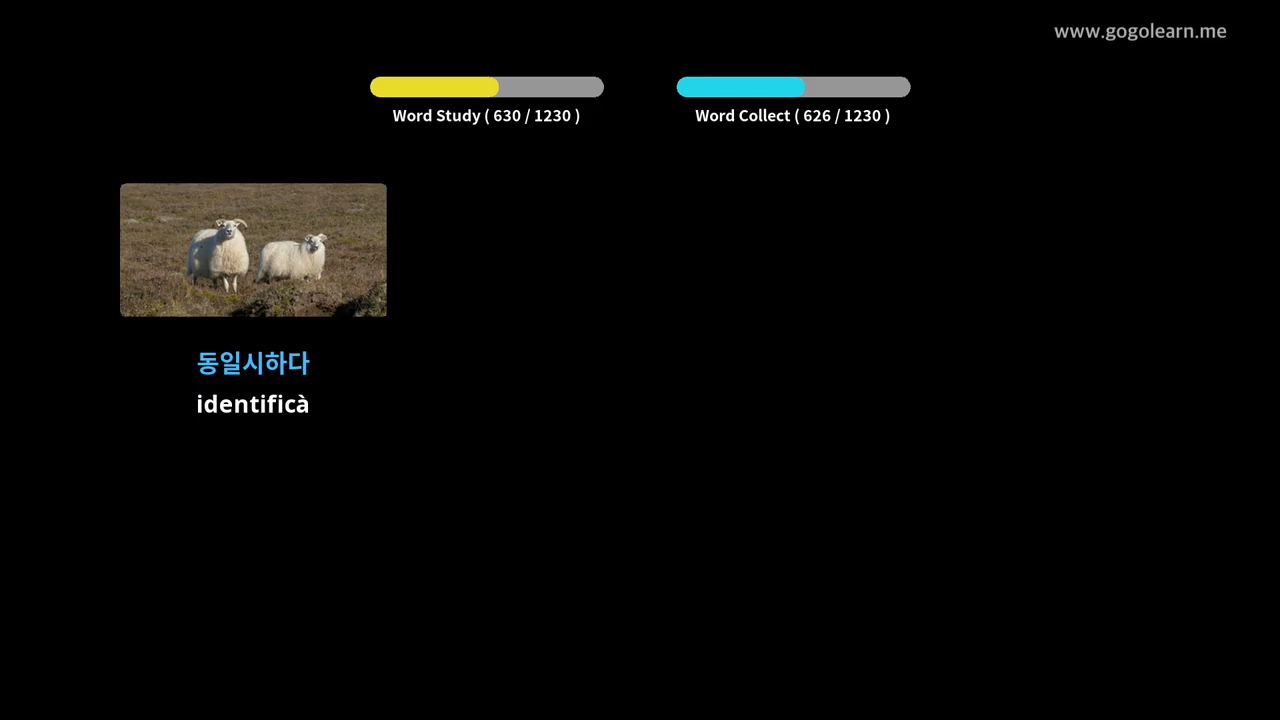 www.gogolearn.me
Word Study ( 630 / 1230 )
Word Collect ( 626 / 1230 )
동일시하다
identificà